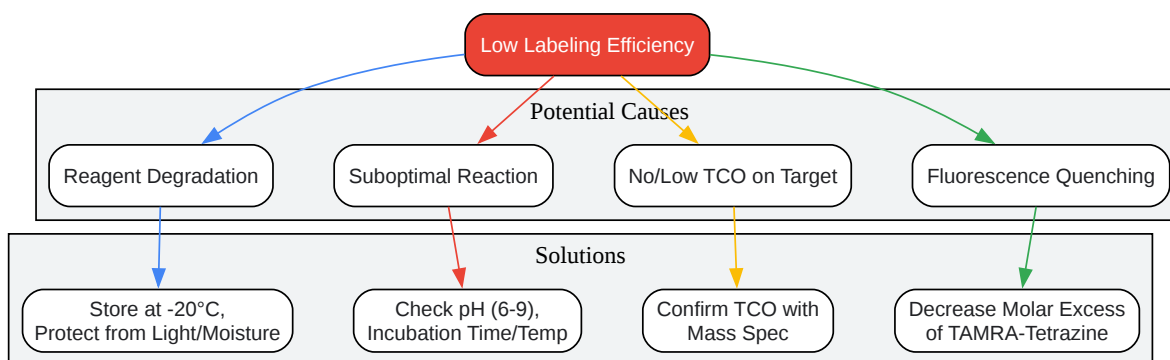 Low Labeling Efficiency
Potential Causes
Reagent Degradation
Suboptimal Reaction
No/Low TCO on Target
Fluorescence Quenching
Solutions
Store at -20°C,
Protect from Light/Moisture
Check pH (6-9),
Incubation Time/Temp
Confirm TCO with
Mass Spec
Decrease Molar Excess
of TAMRA-Tetrazine